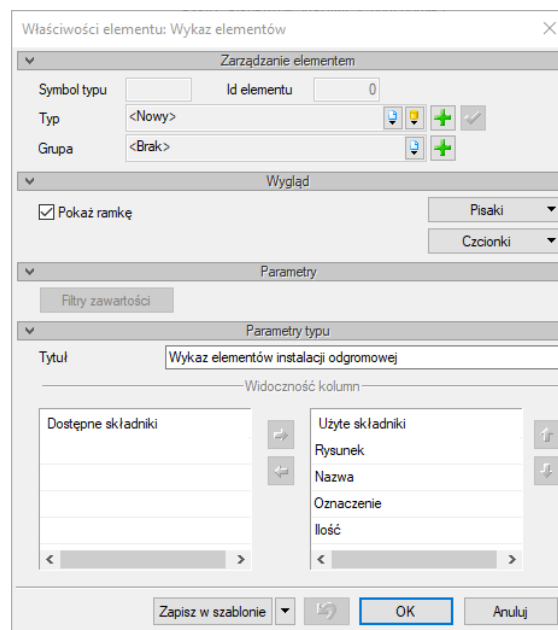 Właściwości elementu: Wykaz elementów
Zarządzanie elementem
Symbol typu
Id elementu 0
Typ <Nowy>
Grupa <Brak>
Wygląd
Pokaż ramkę
Pisaki
Czcionki
Parametry
Filtry zawartości
Parametry typu
Tytuł Wykaz elementów instalacji odgromowej
Widoczność kolumn
Dostępne składniki
Użyte składniki
Rysunek
Nazwa
Oznaczenie
Ilość
Zapisz w szablonie OK Anuluj